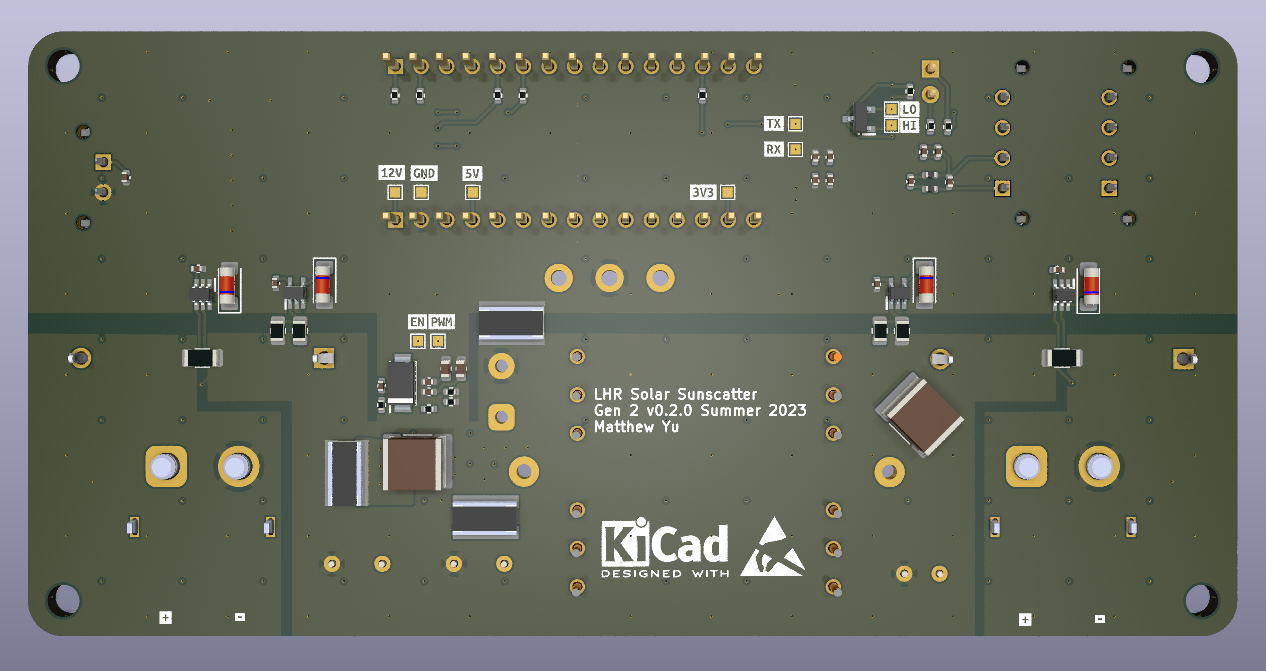 LO
HI
TX
RX
12V GND 5V
3V3
EN PWM
LHR Solar Sunscatter
Gen 2 v0.2.0 Summer 2023
Matthew Yu
KiCad
DESIGNED WITH
+ - + -